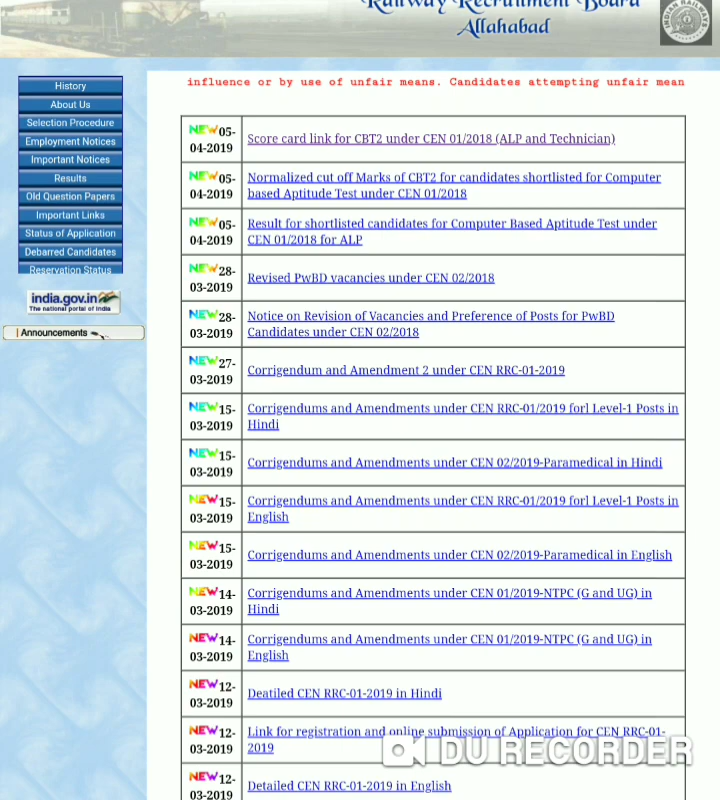 Railway Recruitment Board
Allahabad
INDIAN RAILWAYS
influence or by use of unfair means. Candidates attempting unfair mean
History
About Us
Selection Procedure
Employment Notices
Important Notices
Results
Old Question Papers
Important Links
Status of Application
Debarred Candidates
Reservation Status
india.gov.in
The national portal of India
Announcements
NEW 05-
04-2019
Score card link for CBT2 under CEN 01/2018 (ALP and Technician)
NEW 05-
04-2019
Normalized cut off Marks of CBT2 for candidates shortlisted for Computer
based Aptitude Test under CEN 01/2018
NEW 05-
04-2019
Result for shortlisted candidates for Computer Based Aptitude Test under
CEN 01/2018 for ALP
NEW 28-
03-2019
Revised PwBD vacancies under CEN 02/2018
NEW 28-
03-2019
Notice on Revision of Vacancies and Preference of Posts for PwBD
Candidates under CEN 02/2018
NEW 27-
03-2019
Corrigendum and Amendment 2 under CEN RRC-01-2019
NEW 15-
03-2019
Corrigendums and Amendments under CEN RRC-01/2019 forl Level-1 Posts in
Hindi
NEW 15-
03-2019
Corrigendums and Amendments under CEN 02/2019-Paramedical in Hindi
NEW 15-
03-2019
Corrigendums and Amendments under CEN RRC-01/2019 forl Level-1 Posts in
English
NEW 15-
03-2019
Corrigendums and Amendments under CEN 02/2019-Paramedical in English
NEW 14-
03-2019
Corrigendums and Amendments under CEN 01/2019-NTPC (G and UG) in
Hindi
NEW 14-
03-2019
Corrigendums and Amendments under CEN 01/2019-NTPC (G and UG) in
English
NEW 12-
03-2019
Deatiled CEN RRC-01-2019 in Hindi
NEW 12-
03-2019
Link for registration and online submission of Application for CEN RRC-01-
2019
NEW 12-
03-2019
Detailed CEN RRC-01-2019 in English
DU RECORDER